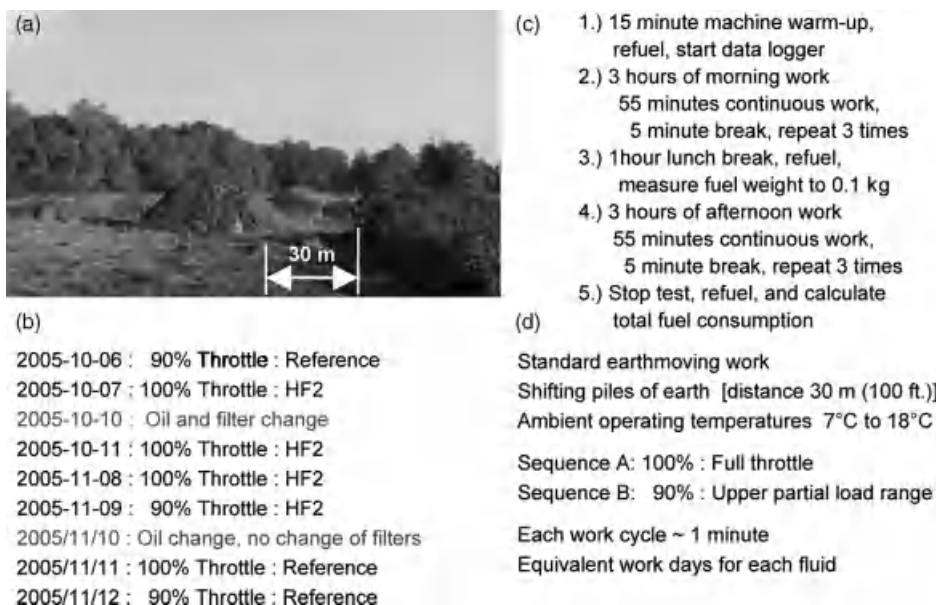 (a)
30 m
(b)
2005-10-06 : 90% Throttle : Reference
2005-10-07 : 100% Throttle : HF2
2005-10-10 : Oil and filter change
2005-10-11 : 100% Throttle : HF2
2005-11-08 : 100% Throttle : HF2
2005-11-09 : 90% Throttle : HF2
2005/11/10 : Oil change, no change of filters
2005/11/11 : 100% Throttle : Reference
2005/11/12 : 90% Throttle : Reference
(c)
1.) 15 minute machine warm-up,
refuel, start data logger
2.) 3 hours of morning work
55 minutes continuous work,
5 minute break, repeat 3 times
3.) 1hour lunch break, refuel,
measure fuel weight to 0.1 kg
4.) 3 hours of afternoon work
55 minutes continuous work,
5 minute break, repeat 3 times
5.) Stop test, refuel, and calculate
total fuel consumption
(d)
Standard earthmoving work
Shifting piles of earth [distance 30 m (100 ft.)]
Ambient operating temperatures 7°C to 18°C
Sequence A: 100% : Full throttle
Sequence B: 90% : Upper partial load range
Each work cycle ~ 1 minute
Equivalent work days for each fluid